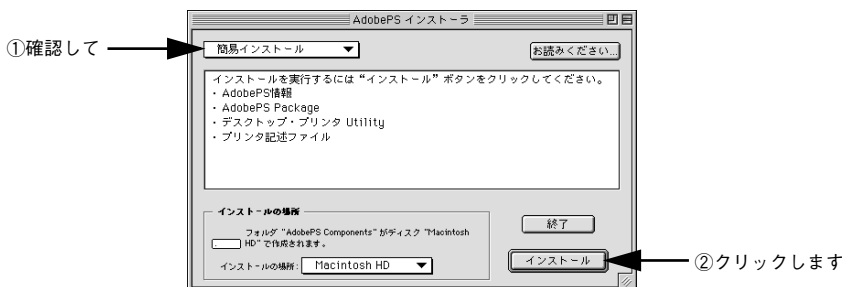 AdobePS インストーラ
①確認して
簡易インストール
お読みください...
インストールを実行するには“インストール”ボタンをクリックしてください。
・AdobePS情報
・AdobePS Package
・デスクトップ・プリンタ Utility
・プリンタ記述ファイル
インストールの場所
フォルダ “AdobePS Components” がディスク “Macintosh
HD” で作成されます。
インストールの場所: Macintosh HD
終了
インストール
②クリックします